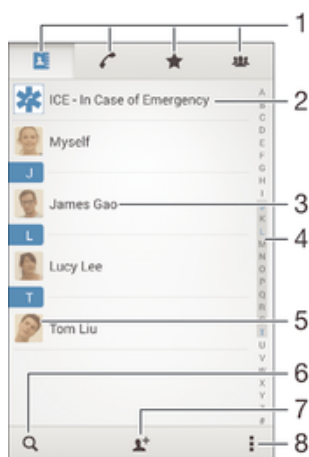 1
ICE - In Case of Emergency
2
Myself
J
James Gao
3
L
4
Lucy Lee
T
Tom Liu
5
6
7
8
A
B
C
D
E
F
G
H
I
J
K
L
M
N
O
P
Q
R
S
T
U
V
W
X
Y
Z
#